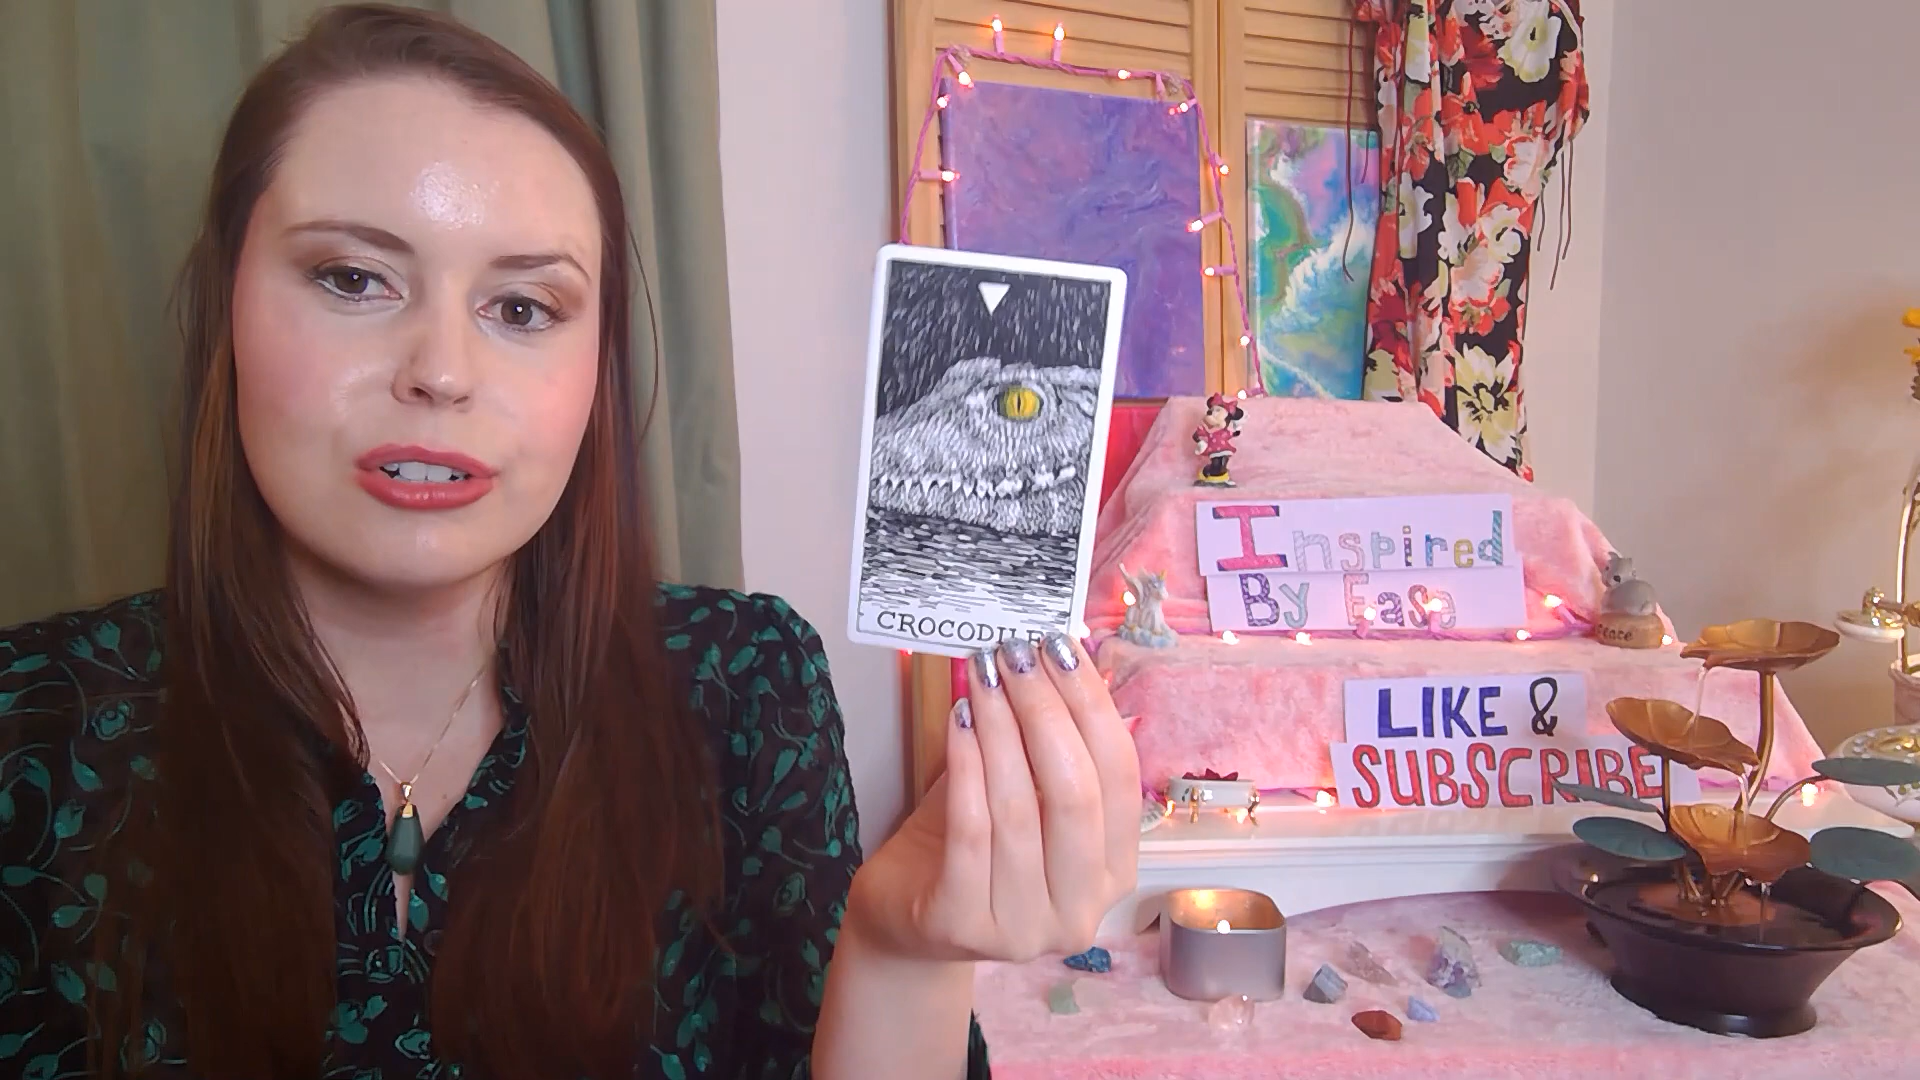 CROCODILE
Inspired
By Ease
LIKE &
SUBSCRIBE
Peace